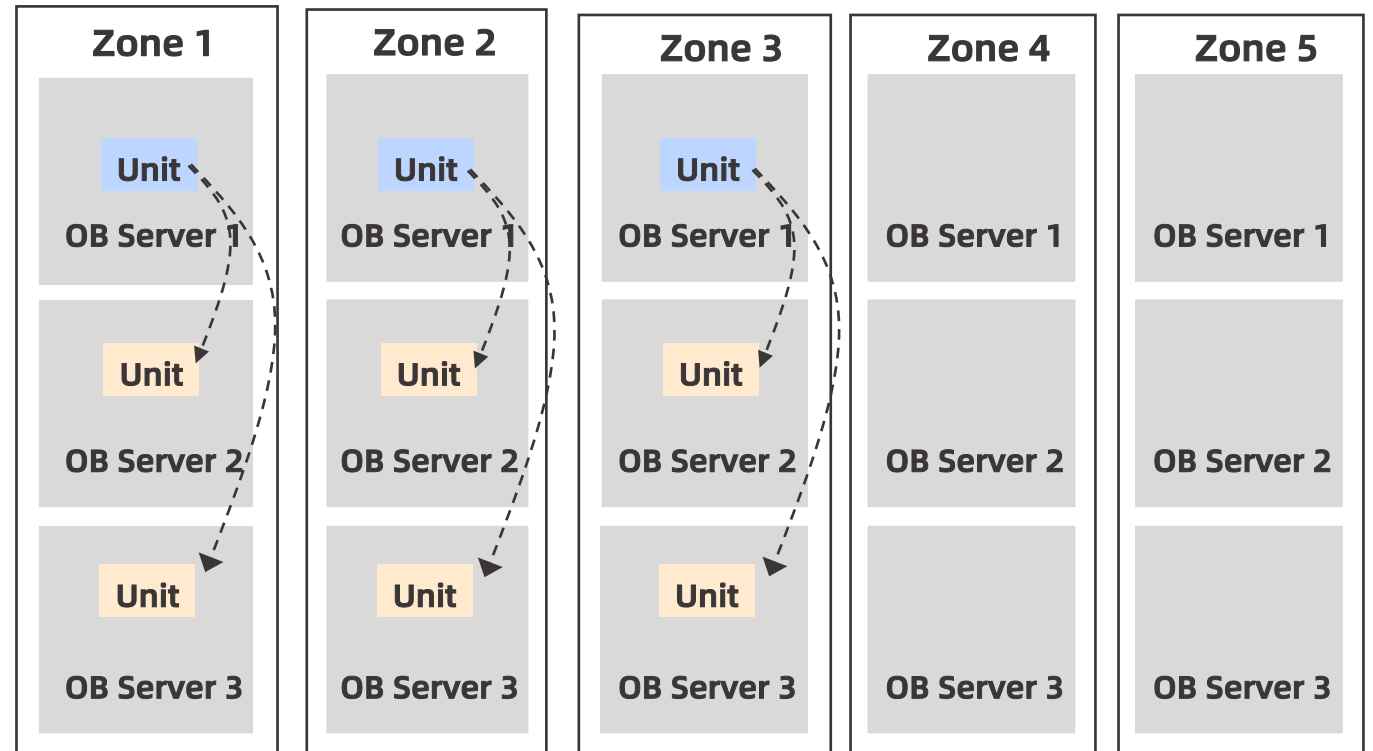 Zone 1
Unit
OB Server 1
Unit
OB Server 2
Unit
OB Server 3
Zone 2
Unit
OB Server 1
Unit
OB Server 2
Unit
OB Server 3
Zone 3
Unit
OB Server 1
Unit
OB Server 2
Unit
OB Server 3
Zone 4
OB Server 1
OB Server 2
OB Server 3
Zone 5
OB Server 1
OB Server 2
OB Server 3